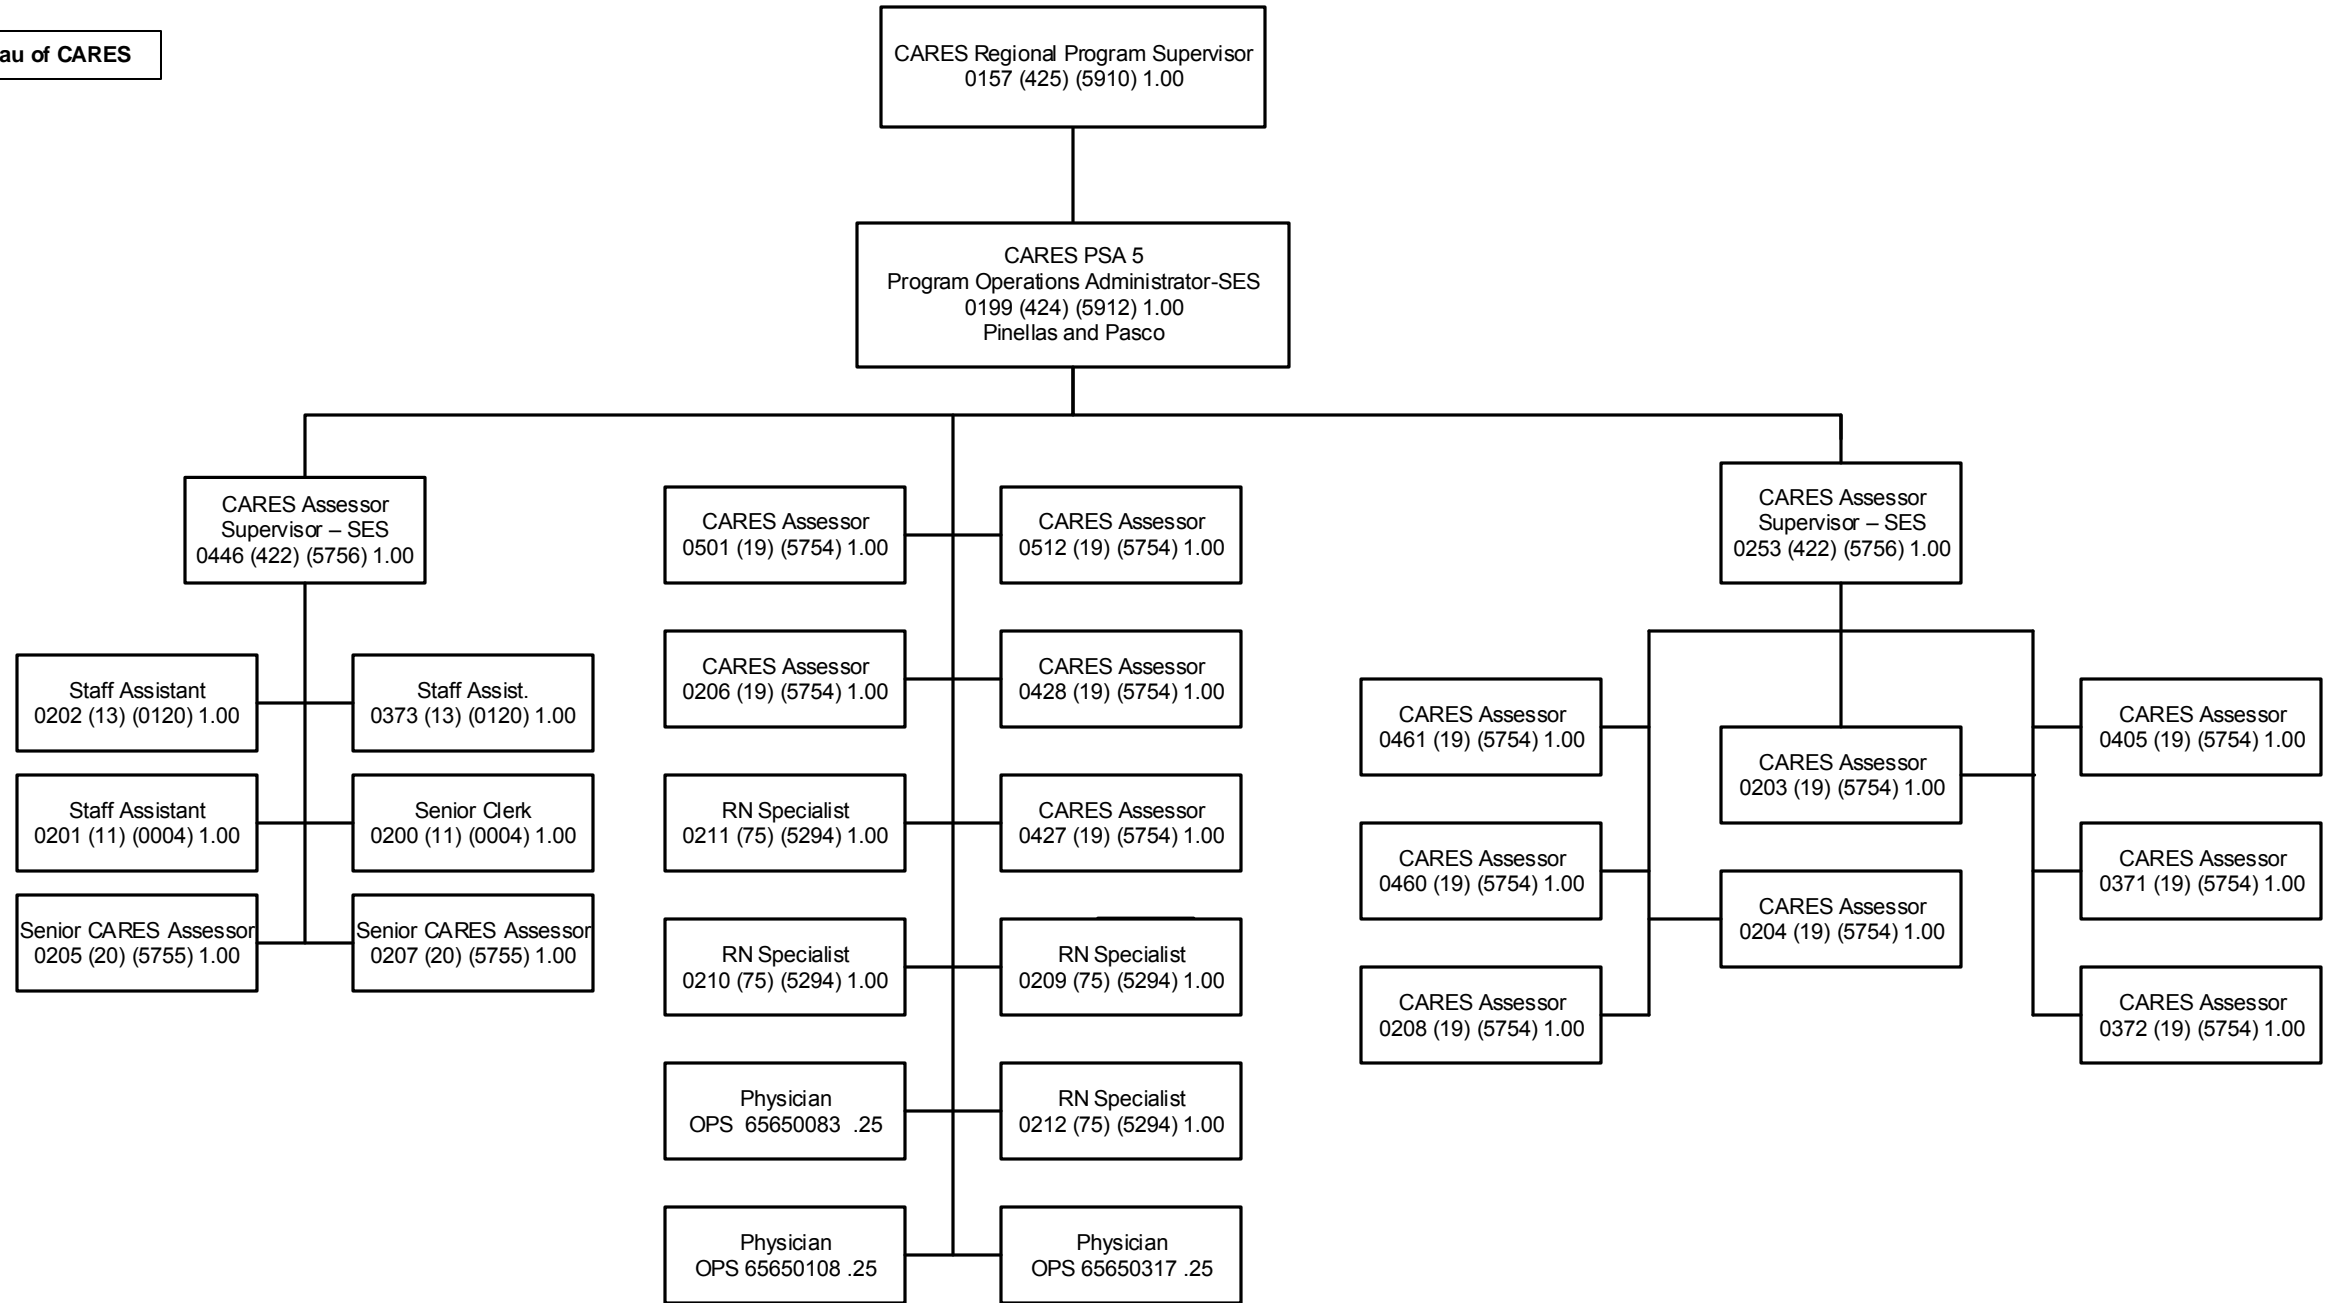 au of CARES
CARES Regional Program Supervisor
0157 (425) (5910) 1.00
CARES PSA 5
Program Operations Administrator-SES
0199 (424) (5912) 1.00
Pinellas and Pasco
CARES Assessor
Supervisor – SES
0446 (422) (5756) 1.00
Staff Assistant
0202 (13) (0120) 1.00
Staff Assist.
0373 (13) (0120) 1.00
Staff Assistant
0201 (11) (0004) 1.00
Senior Clerk
0200 (11) (0004) 1.00
Senior CARES Assessor
0205 (20) (5755) 1.00
Senior CARES Assessor
0207 (20) (5755) 1.00
CARES Assessor
0501 (19) (5754) 1.00
CARES Assessor
0512 (19) (5754) 1.00
CARES Assessor
0206 (19) (5754) 1.00
CARES Assessor
0428 (19) (5754) 1.00
RN Specialist
0211 (75) (5294) 1.00
CARES Assessor
0427 (19) (5754) 1.00
RN Specialist
0210 (75) (5294) 1.00
RN Specialist
0209 (75) (5294) 1.00
Physician
OPS 65650083 .25
RN Specialist
0212 (75) (5294) 1.00
Physician
OPS 65650108 .25
Physician
OPS 65650317 .25
CARES Assessor
Supervisor – SES
0253 (422) (5756) 1.00
CARES Assessor
0461 (19) (5754) 1.00
CARES Assessor
0203 (19) (5754) 1.00
CARES Assessor
0405 (19) (5754) 1.00
CARES Assessor
0460 (19) (5754) 1.00
CARES Assessor
0204 (19) (5754) 1.00
CARES Assessor
0371 (19) (5754) 1.00
CARES Assessor
0208 (19) (5754) 1.00
CARES Assessor
0372 (19) (5754) 1.00